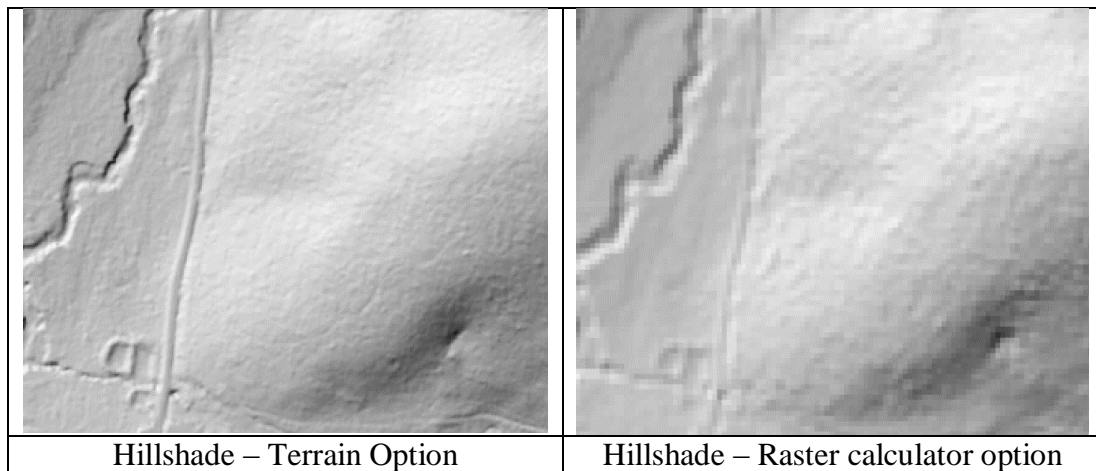 Hillshade – Terrain Option
Hillshade – Raster calculator option